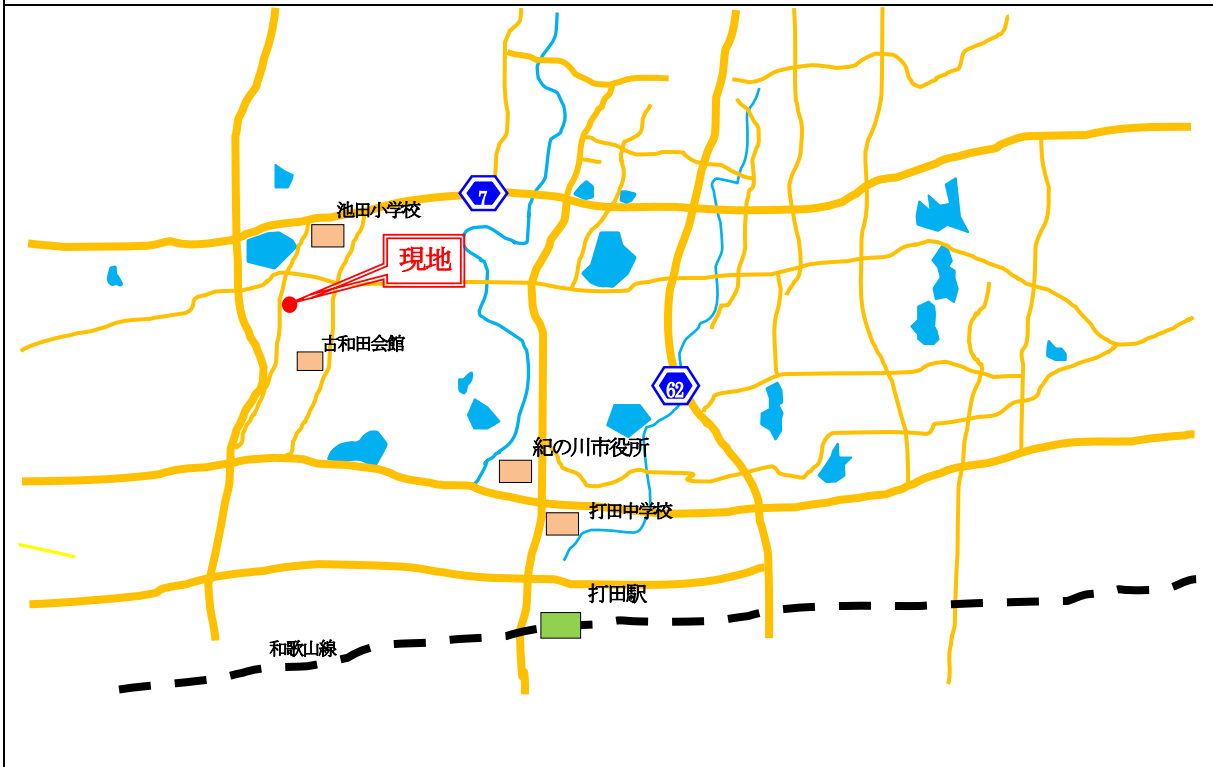 7
池田小学校
現地
古和田会館
62
紀の川市役所
打田中学校
打田駅
和歌山線